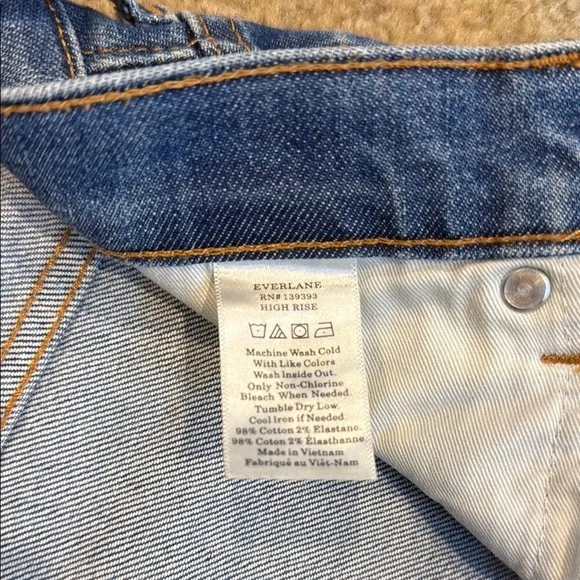 EVERLANE
RN# 139393
HIGH RISE
Machine Wash Cold
With Like Colors
Wash Inside Out.
Only Non-Chlorine
Bleach When Needed.
Tumble Dry Low.
Cool Iron if Needed.
98% Cotton 2% Elastane.
98% Coton 2% Élasthanne
Made in Vietnam
Fabriqué au Viêt-Nam